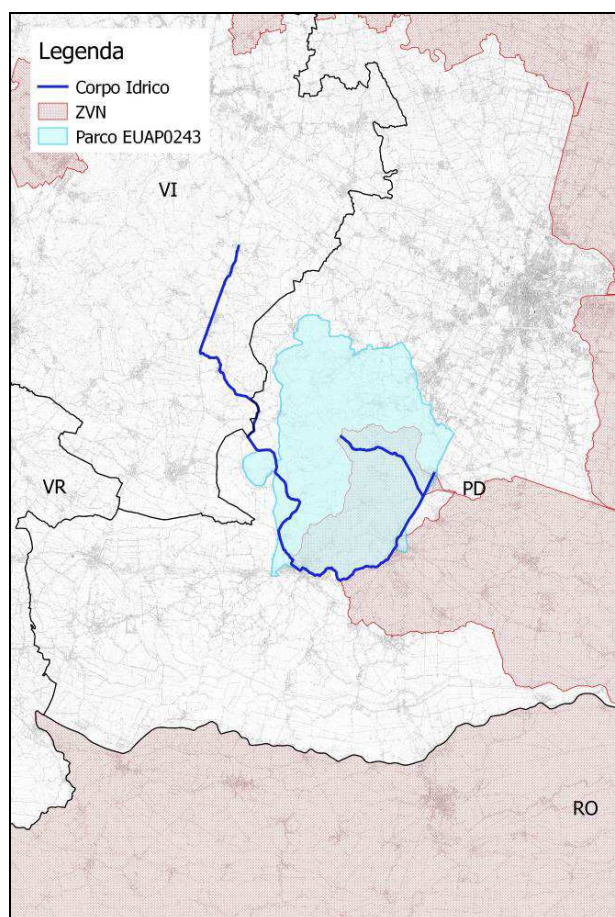 Legenda
Corpo Idrico
ZVN
Parco EUAP0243
VI
VR
PD
RO